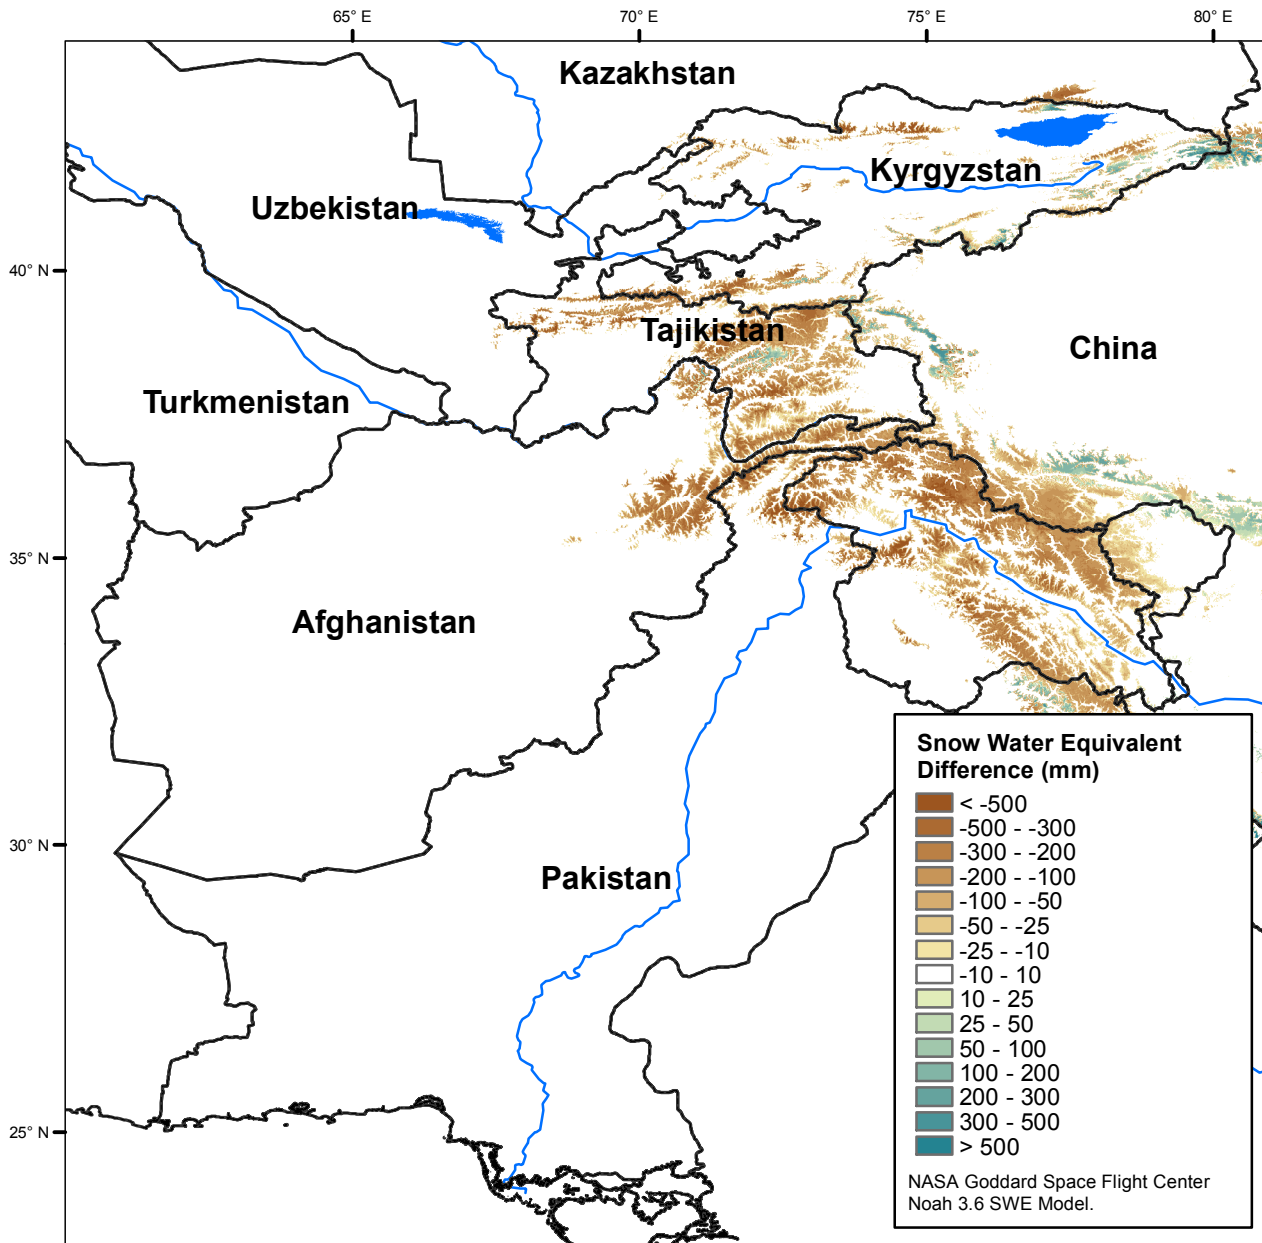 65° E
70° E
75° E
80° E
Kazakhstan
Kyrgyzstan
Uzbekistan
40° N
Tajikistan
China
Turkmenistan
35° N
Afghanistan
Snow Water Equivalent
Difference (mm)
< -500
-500 - -300
-300 - -200
-200 - -100
-100 - -50
-50 - -25
-25 - -10
-10 - 10
10 - 25
25 - 50
50 - 100
100 - 200
200 - 300
300 - 500
> 500
30° N
Pakistan
25° N
NASA Goddard Space Flight Center
Noah 3.6 SWE Model.